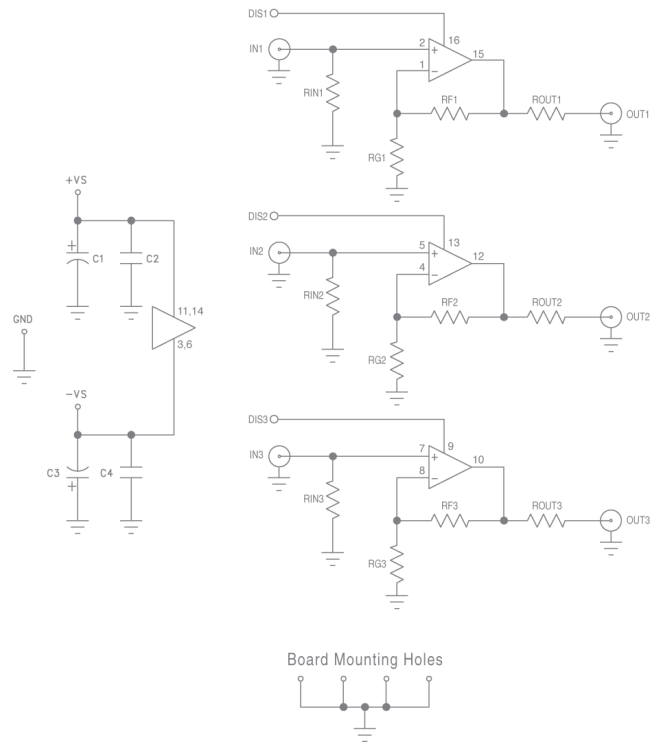 DIS1
16
IN1
2
+
15
1
−
RIN1
RF1
ROUT1
OUT1
RG1
+VS
+
C1
C2
11,14
GND
3,6
−VS
C3
+
C4
DIS2
13
IN2
5
+
12
4
−
RIN2
RF2
ROUT2
OUT2
RG2
DIS3
9
IN3
7
+
10
8
−
RIN3
RF3
ROUT3
OUT3
RG3
Board Mounting Holes